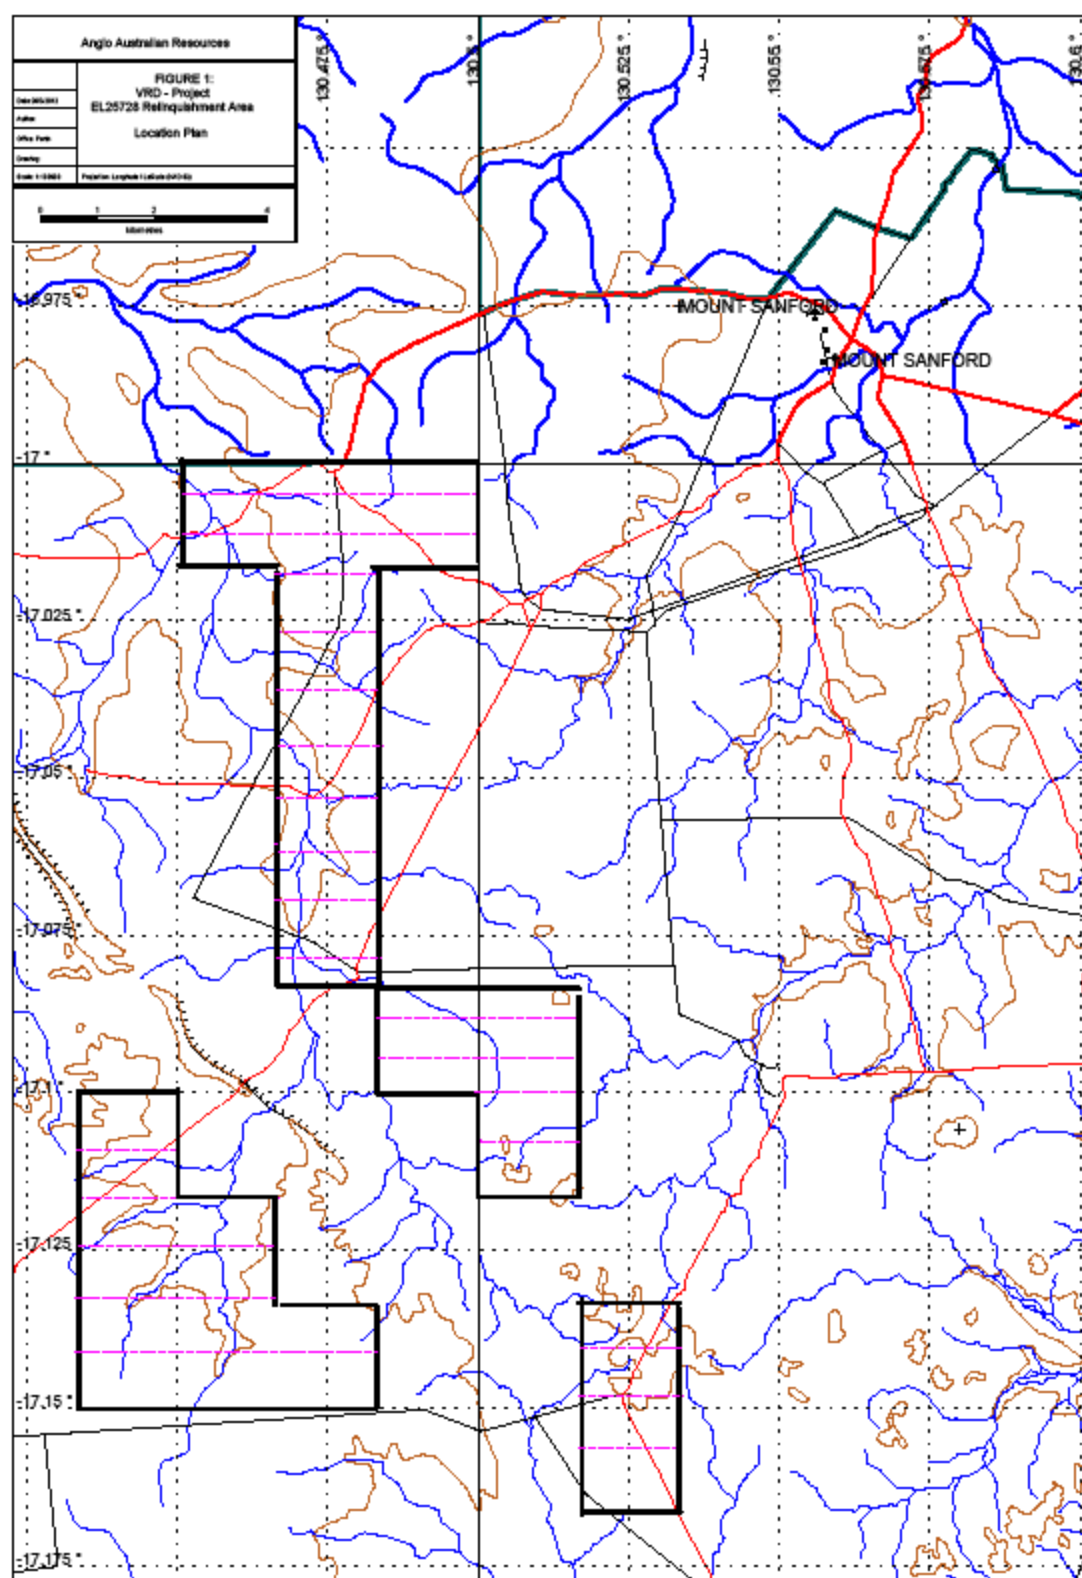 Anglo Australian Resources
FIGURE 1:
VRD - Project
EL25728 Relinquishment Area
Location Plan
0 1 2 4
kilometres
130.475 °
130.5 °
130.525 °
130.55 °
130.575 °
130.6 °
-16.975 °
MOUNT SANFORD
MOUNT SANFORD
-17 °
-17.025 °
-17.05 °
-17.075 °
-17.1 °
-17.125 °
-17.15 °
-17.175 °